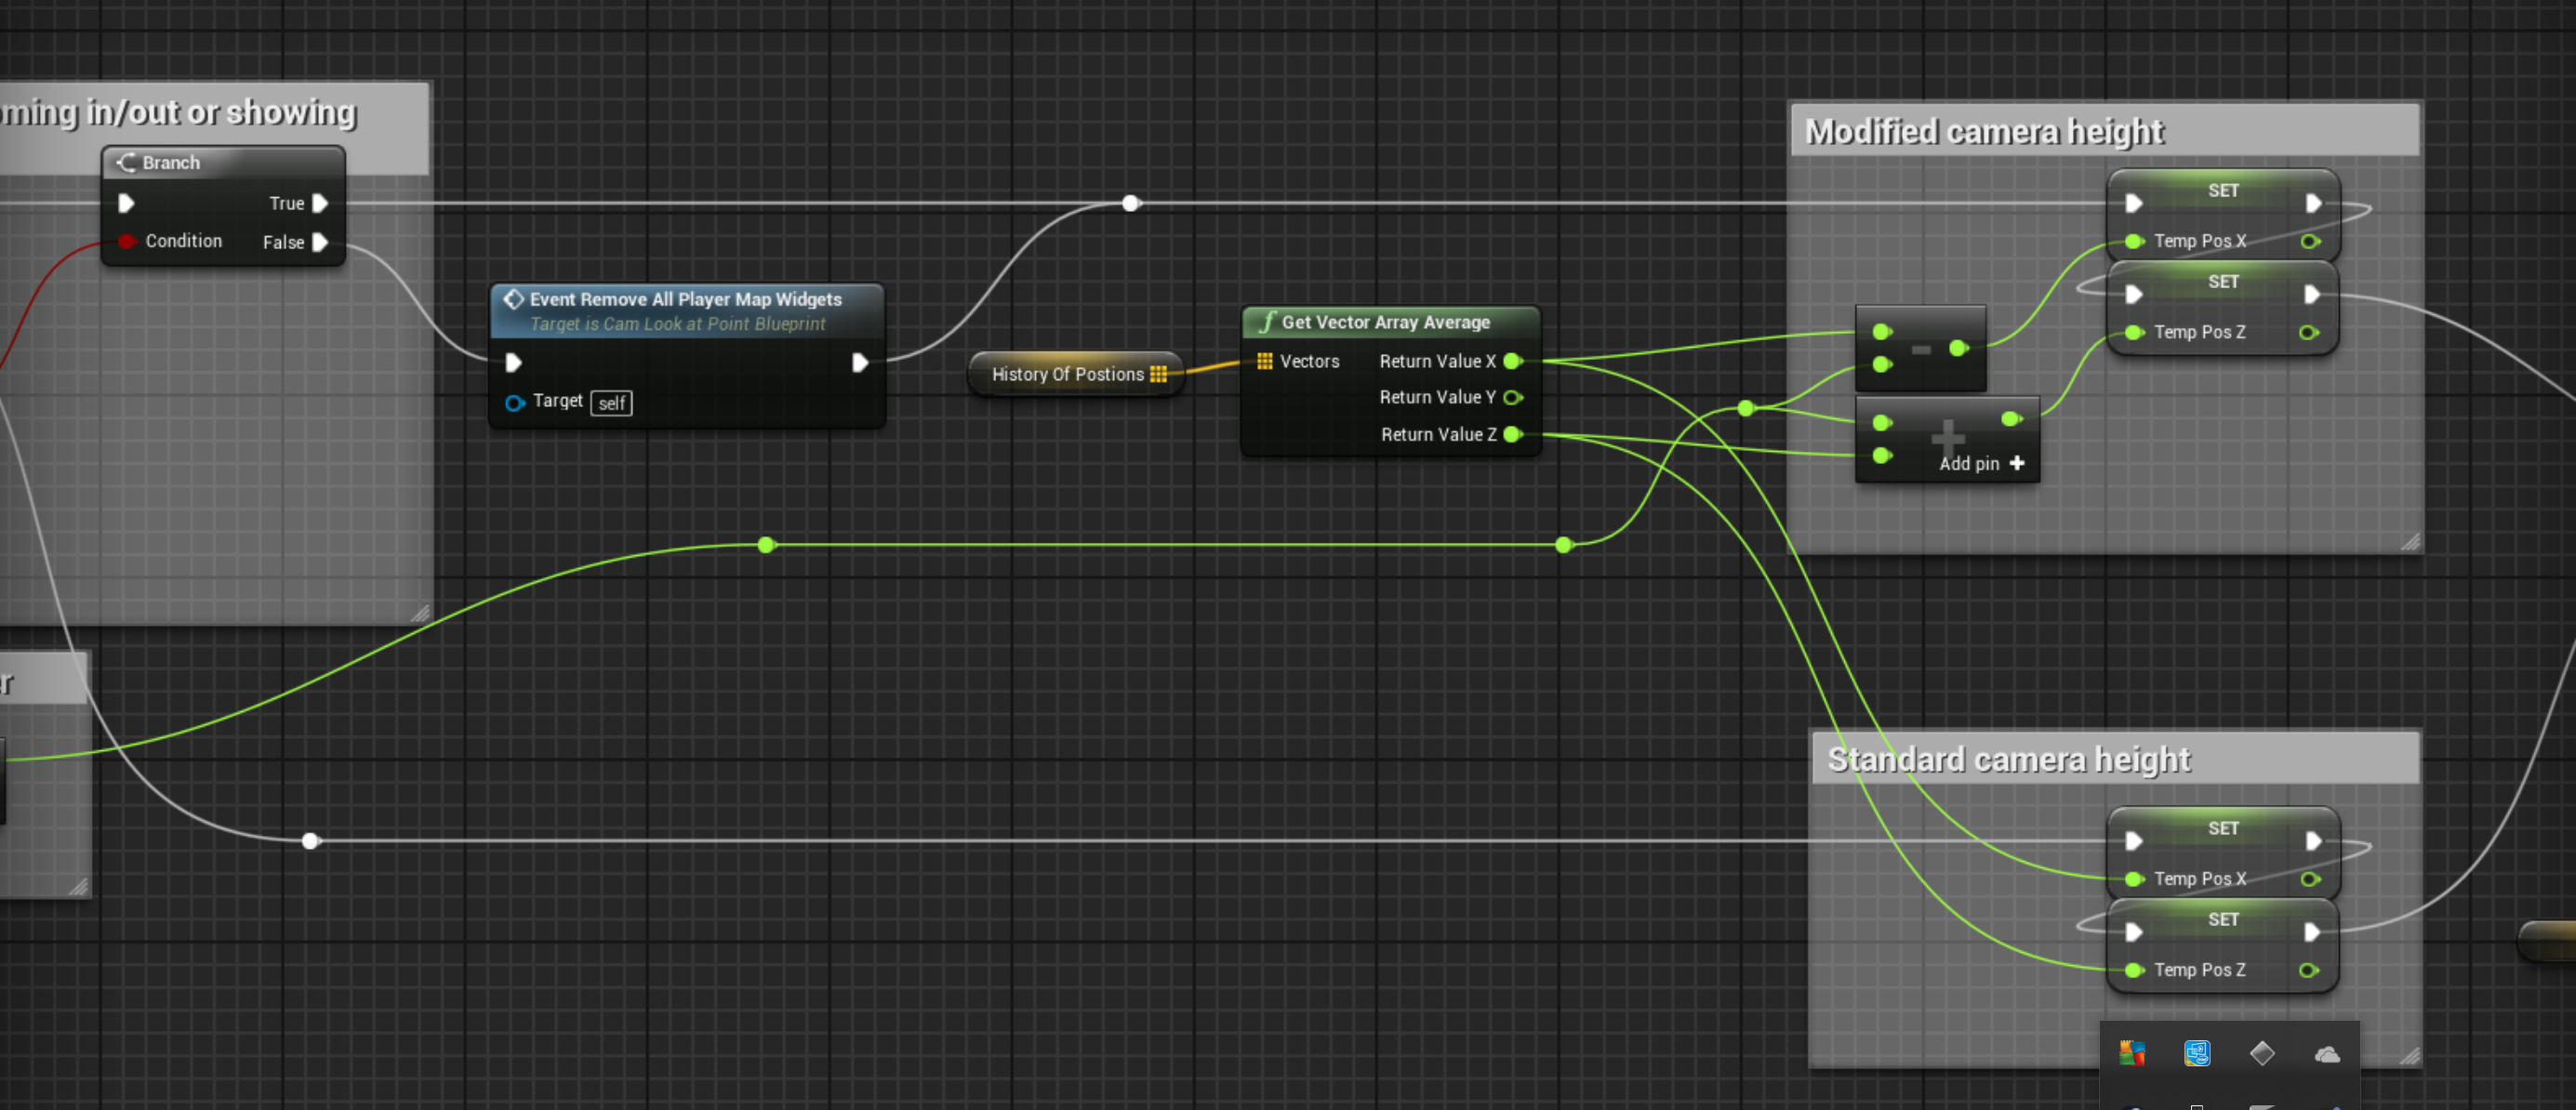 ming in/out or showing
Branch
True
Condition
False
Event Remove All Player Map Widgets
Target is Cam Look at Point Blueprint
Target self
History Of Postions
Get Vector Array Average
Vectors
Return Value X
Return Value Y
Return Value Z
Modified camera height
SET
Temp Pos X
SET
Temp Pos Z
Add pin
r
Standard camera height
SET
Temp Pos X
SET
Temp Pos Z